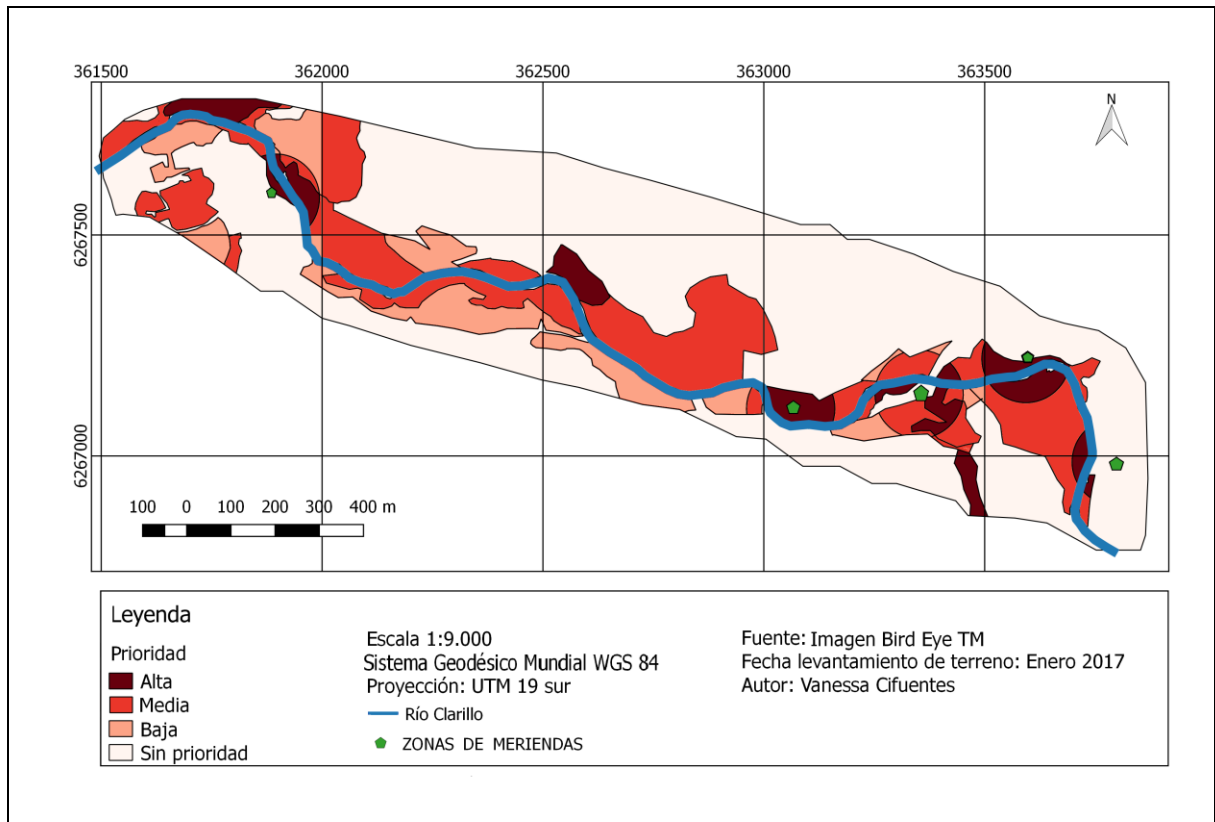 361500 362000 362500 363000 363500
N
6267500
6267000
100 0 100 200 300 400 m
Leyenda
Prioridad
Alta
Media
Baja
Sin prioridad
Escala 1:9.000
Sistema Geodésico Mundial WGS 84
Proyección: UTM 19 sur
Río Clarillo
ZONAS DE MERIENDAS
Fuente: Imagen Bird Eye TM
Fecha levantamiento de terreno: Enero 2017
Autor: Vanessa Cifuentes